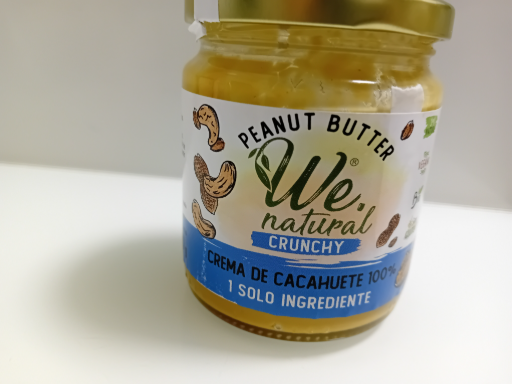 PEANUT BUTTER
We.®
natural
CRUNCHY
CREMA DE CACAHUETE 100%
1 SOLO INGREDIENTE